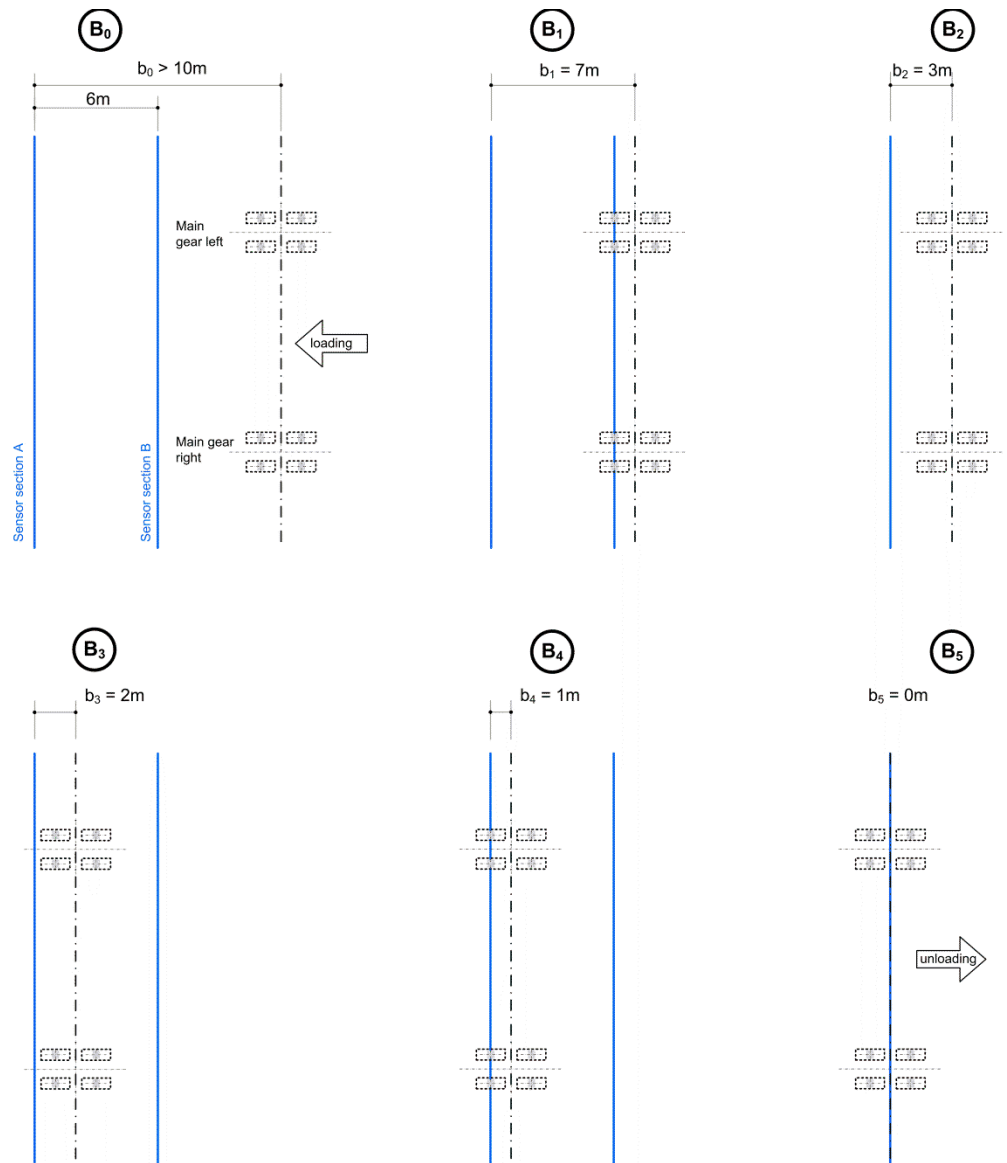 B₀
B₁
B₂
b₀ > 10m
b₁ = 7m
b₂ = 3m
6m
Main
gear left
loading
Main gear
right
Sensor section A
Sensor section B
B₃
B₄
B₅
b₃ = 2m
b₄ = 1m
b₅ = 0m
unloading